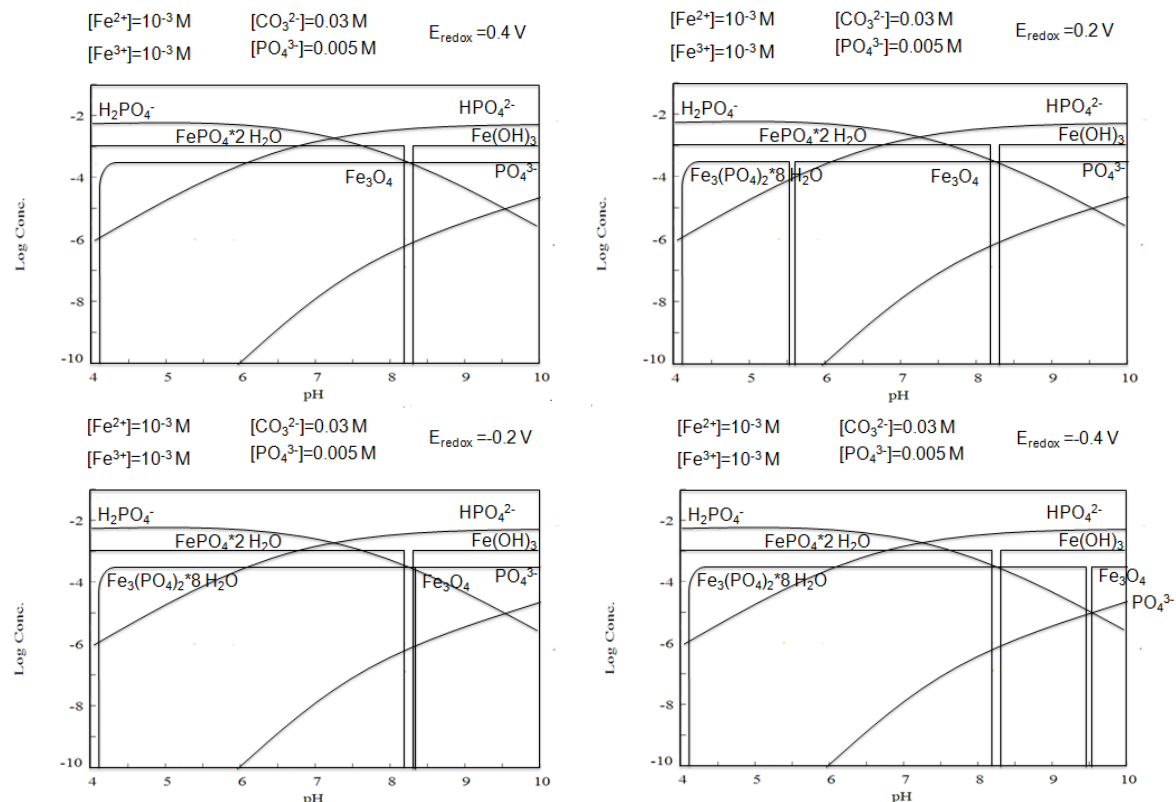 [Fe²⁺]=10⁻³ M [CO₃²⁻]=0.03 M
[Fe³⁺]=10⁻³ M [PO₄³⁻]=0.005 M
E_redox =0.4 V
H₂PO₄⁻
HPO₄²⁻
FePO₄*2 H₂O
Fe(OH)₃
Fe₃O₄
PO₄³⁻
Log Conc.
-2
-4
-6
-8
-10
4 5 6 7 8 9 10
pH
[Fe²⁺]=10⁻³ M [CO₃²⁻]=0.03 M
[Fe³⁺]=10⁻³ M [PO₄³⁻]=0.005 M
E_redox =0.2 V
H₂PO₄⁻
HPO₄²⁻
FePO₄*2 H₂O
Fe(OH)₃
Fe₃(PO₄)₂*8 H₂O
Fe₃O₄
PO₄³⁻
Log Conc.
-2
-4
-6
-8
-10
4 5 6 7 8 9 10
pH
[Fe²⁺]=10⁻³ M [CO₃²⁻]=0.03 M
[Fe³⁺]=10⁻³ M [PO₄³⁻]=0.005 M
E_redox =-0.2 V
H₂PO₄⁻
HPO₄²⁻
FePO₄*2 H₂O
Fe(OH)₃
Fe₃(PO₄)₂*8 H₂O
Fe₃O₄
PO₄³⁻
Log Conc.
-2
-4
-6
-8
-10
4 5 6 7 8 9 10
pH
[Fe²⁺]=10⁻³ M [CO₃²⁻]=0.03 M
[Fe³⁺]=10⁻³ M [PO₄³⁻]=0.005 M
E_redox =-0.4 V
H₂PO₄⁻
HPO₄²⁻
FePO₄*2 H₂O
Fe(OH)₃
Fe₃(PO₄)₂*8 H₂O
Fe₃O₄
PO₄³⁻
Log Conc.
-2
-4
-6
-8
-10
4 5 6 7 8 9 10
pH